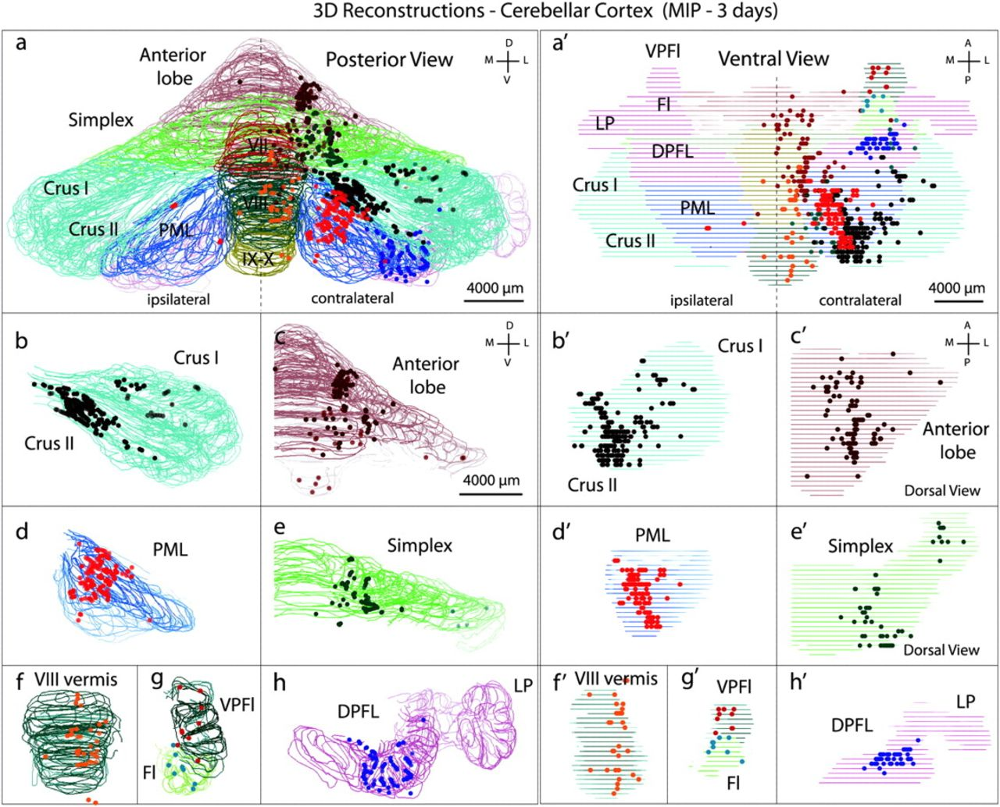 3D Reconstructions - Cerebellar Cortex (MIP - 3 days)
a
Anterior
lobe
Posterior View
D
M L
V
Simplex
VII
Crus I
VIII
Crus II
PML
IX-X
ipsilateral
contralateral
4000 µm
a′
VPFl
Ventral View
A
M L
P
Fl
LP
DPFL
Crus I
PML
Crus II
ipsilateral
contralateral
4000 µm
b
Crus I
Crus II
c
D
M L
V
Anterior
lobe
4000 µm
b′
Crus I
Crus II
c′
A
M L
P
Anterior
lobe
Dorsal View
d
PML
e
Simplex
d′
PML
e′
Simplex
Dorsal View
f
VIII vermis
g
VPFl
Fl
h
DPFL
LP
f′
VIII vermis
g′
VPFl
Fl
h′
DPFL
LP